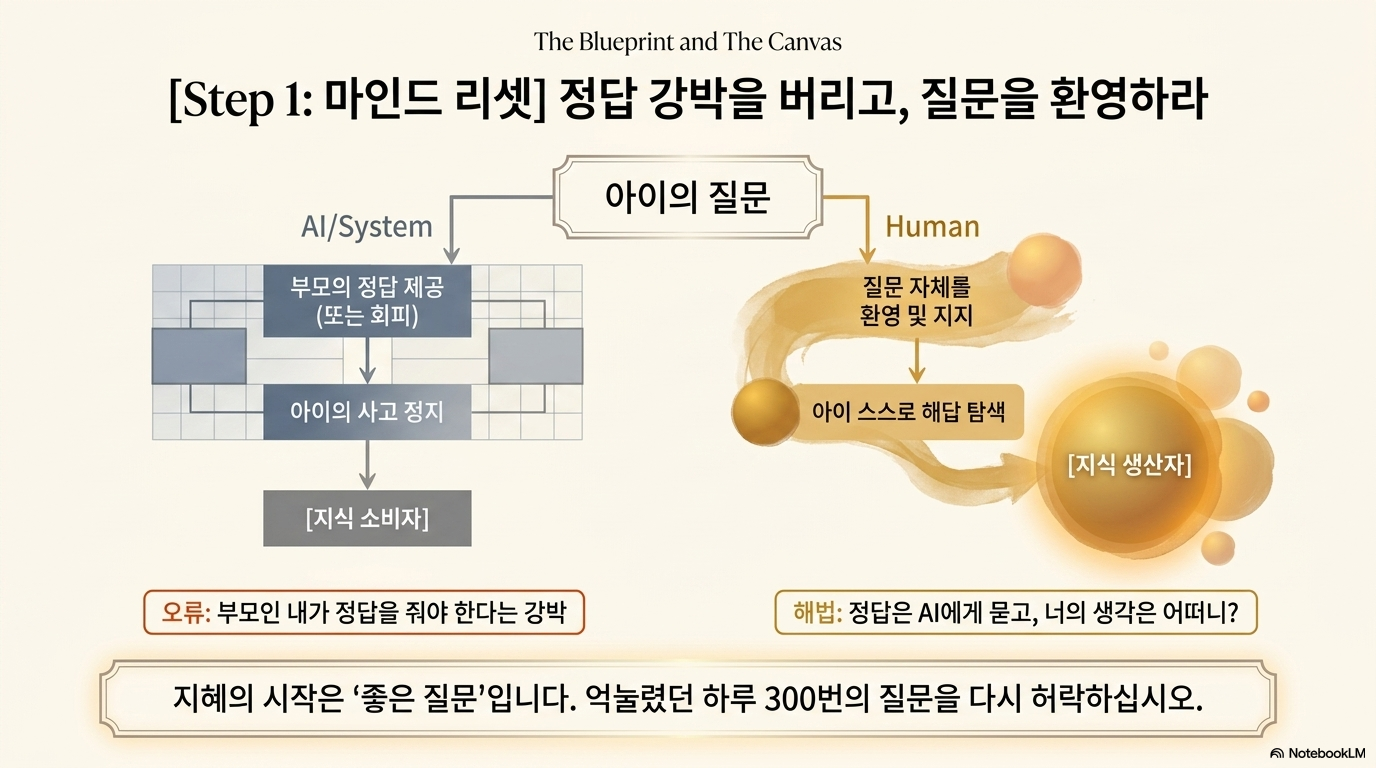 The Blueprint and The Canvas
[Step 1: 마인드 리셋] 정답 강박을 버리고, 질문을 환영하라
아이의 질문
AI/System
부모의 정답 제공
(또는 회피)
아이의 사고 정지
[지식 소비자]
Human
질문 자체를
환영 및 지지
아이 스스로 해답 탐색
[지식 생산자]
오류: 부모인 내가 정답을 줘야 한다는 강박
해법: 정답은 AI에게 묻고, 너의 생각은 어떠니?
지혜의 시작은 ‘좋은 질문’입니다. 억눌렸던 하루 300번의 질문을 다시 허락하십시오.
NotebookLM